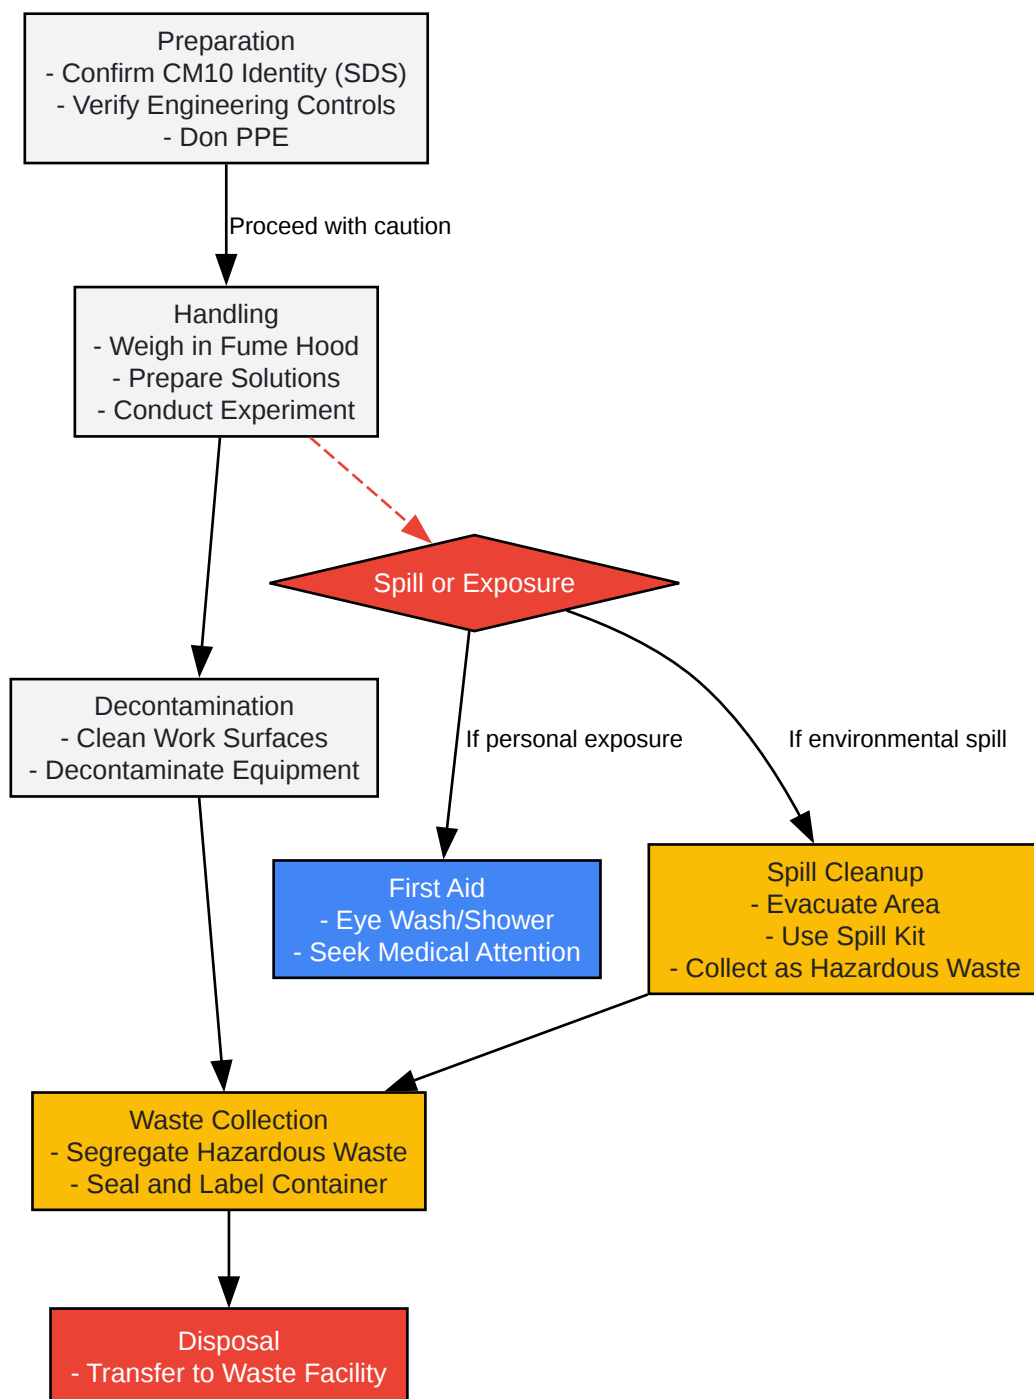 Preparation
- Confirm CM10 Identity (SDS)
- Verify Engineering Controls
- Don PPE
Proceed with caution
Handling
- Weigh in Fume Hood
- Prepare Solutions
- Conduct Experiment
Spill or Exposure
Decontamination
- Clean Work Surfaces
- Decontaminate Equipment
If personal exposure
If environmental spill
First Aid
- Eye Wash/Shower
- Seek Medical Attention
Spill Cleanup
- Evacuate Area
- Use Spill Kit
- Collect as Hazardous Waste
Waste Collection
- Segregate Hazardous Waste
- Seal and Label Container
Disposal
- Transfer to Waste Facility